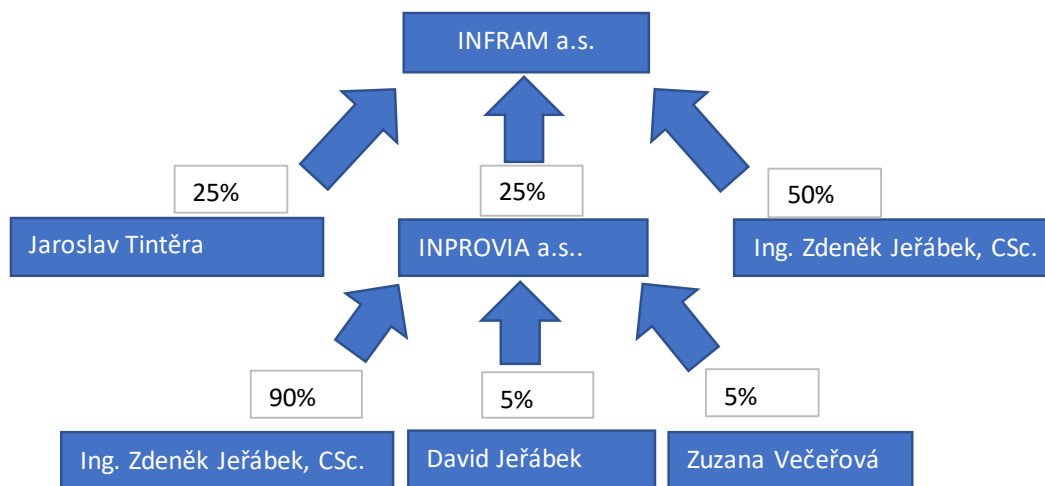 INFRAM a.s.
25%
25%
50%
Jaroslav Tintěra
INPROVIA a.s..
Ing. Zdeněk Jeřábek, CSc.
90%
5%
5%
Ing. Zdeněk Jeřábek, CSc.
David Jeřábek
Zuzana Večeřová